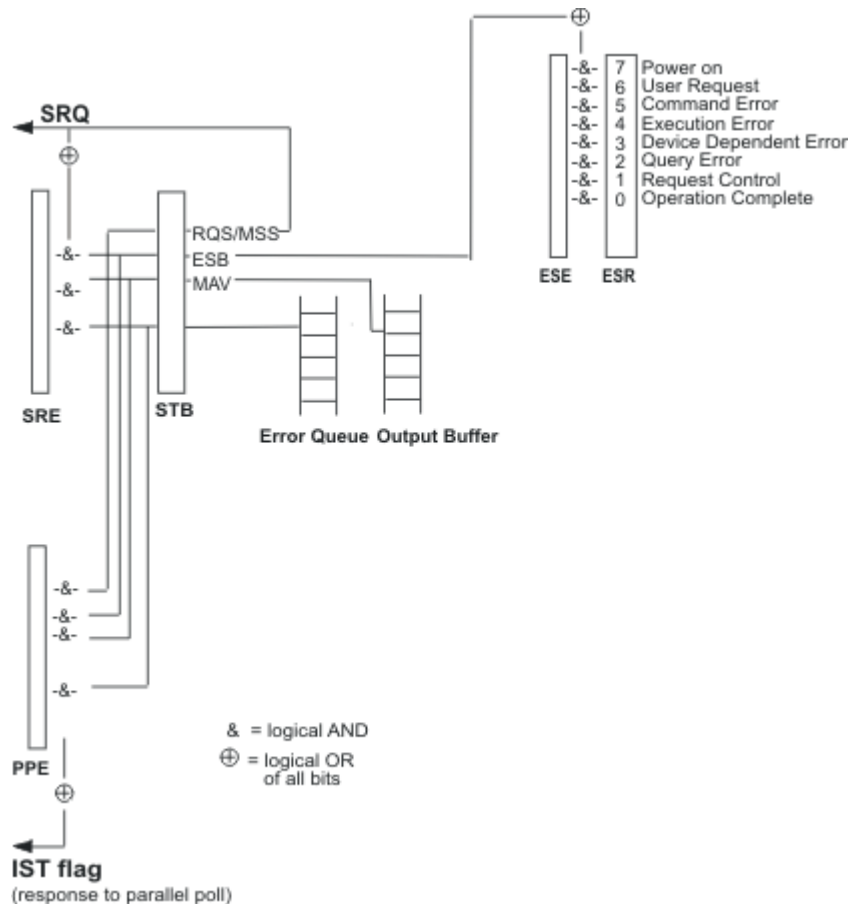 -&- 7 Power on
-&- 6 User Request
-&- 5 Command Error
-&- 4 Execution Error
-&- 3 Device Dependent Error
-&- 2 Query Error
-&- 1 Request Control
-&- 0 Operation Complete
ESE ESR
SRQ
RQS/MSS
-&- ESB
-&- MAV
-&-
SRE STB
Error Queue Output Buffer
-&-
-&-
-&-
-&-
PPE
& = logical AND
⊕ = logical OR
of all bits
IST flag
(response to parallel poll)